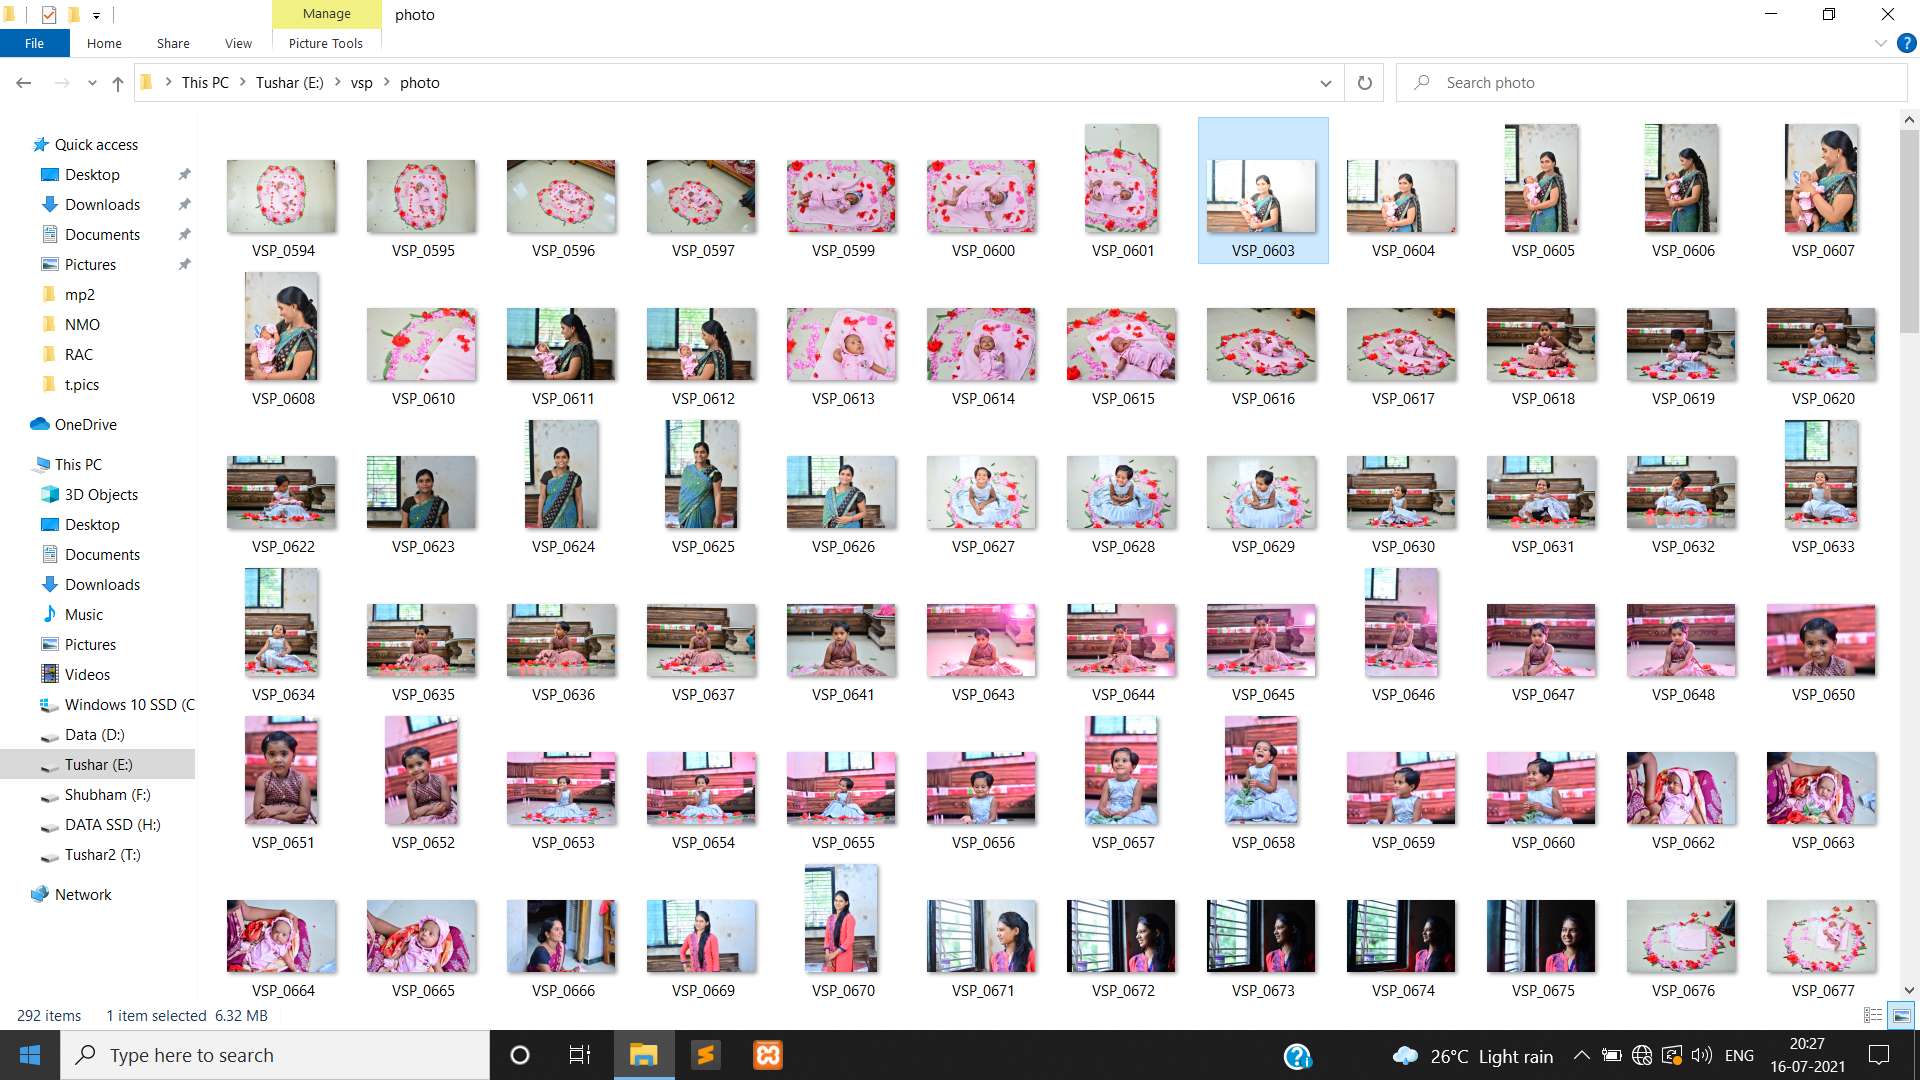 Manage
photo
File
Home
Share
View
Picture Tools
?
This PC
Tushar (E:)
vsp
photo
Search photo
Quick access
Desktop
Downloads
Documents
Pictures
mp2
NMO
RAC
t.pics
OneDrive
This PC
3D Objects
Desktop
Documents
Downloads
Music
Pictures
Videos
Windows 10 SSD (C
Data (D:)
Tushar (E:)
Shubham (F:)
DATA SSD (H:)
Tushar2 (T:)
Network
VSP_0594 VSP_0595 VSP_0596 VSP_0597 VSP_0599 VSP_0600 VSP_0601 VSP_0603 VSP_0604 VSP_0605 VSP_0606 VSP_0607
VSP_0608 VSP_0610 VSP_0611 VSP_0612 VSP_0613 VSP_0614 VSP_0615 VSP_0616 VSP_0617 VSP_0618 VSP_0619 VSP_0620
VSP_0622 VSP_0623 VSP_0624 VSP_0625 VSP_0626 VSP_0627 VSP_0628 VSP_0629 VSP_0630 VSP_0631 VSP_0632 VSP_0633
VSP_0634 VSP_0635 VSP_0636 VSP_0637 VSP_0641 VSP_0643 VSP_0644 VSP_0645 VSP_0646 VSP_0647 VSP_0648 VSP_0650
VSP_0651 VSP_0652 VSP_0653 VSP_0654 VSP_0655 VSP_0656 VSP_0657 VSP_0658 VSP_0659 VSP_0660 VSP_0662 VSP_0663
VSP_0664 VSP_0665 VSP_0666 VSP_0669 VSP_0670 VSP_0671 VSP_0672 VSP_0673 VSP_0674 VSP_0675 VSP_0676 VSP_0677
292 items 1 item selected 6.32 MB
Type here to search
26°C Light rain
ENG
20:27
16-07-2021